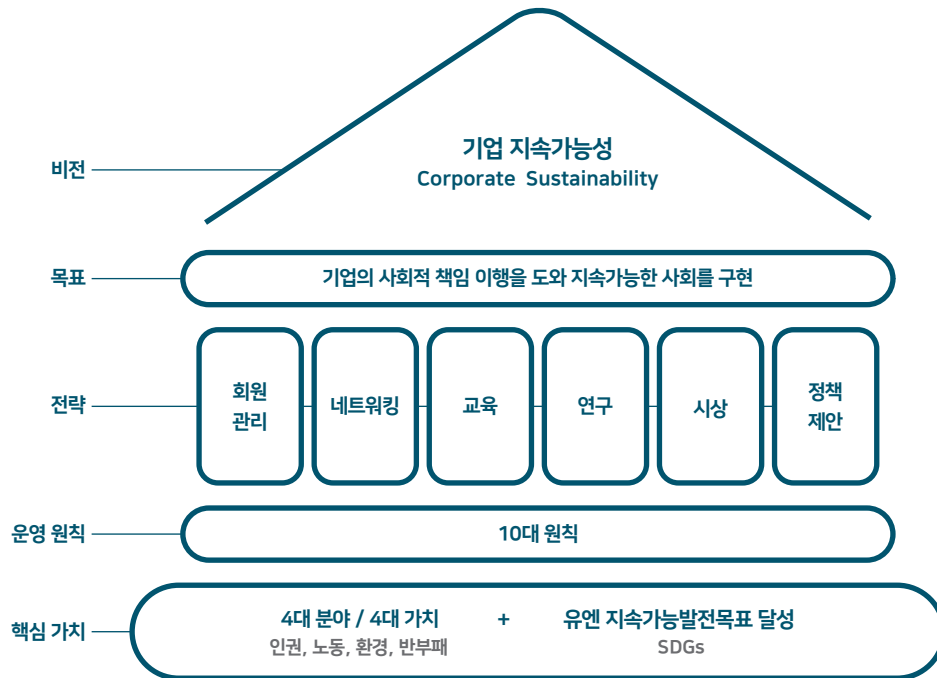 비전
기업 지속가능성
Corporate Sustainability
목표
기업의 사회적 책임 이행을 도와 지속가능한 사회를 구현
전략
회원
관리
네트워킹
교육
연구
시상
정책
제안
운영 원칙
10대 원칙
핵심 가치
4대 분야 / 4대 가치 + 유엔 지속가능발전목표 달성
인권, 노동, 환경, 반부패 SDGs